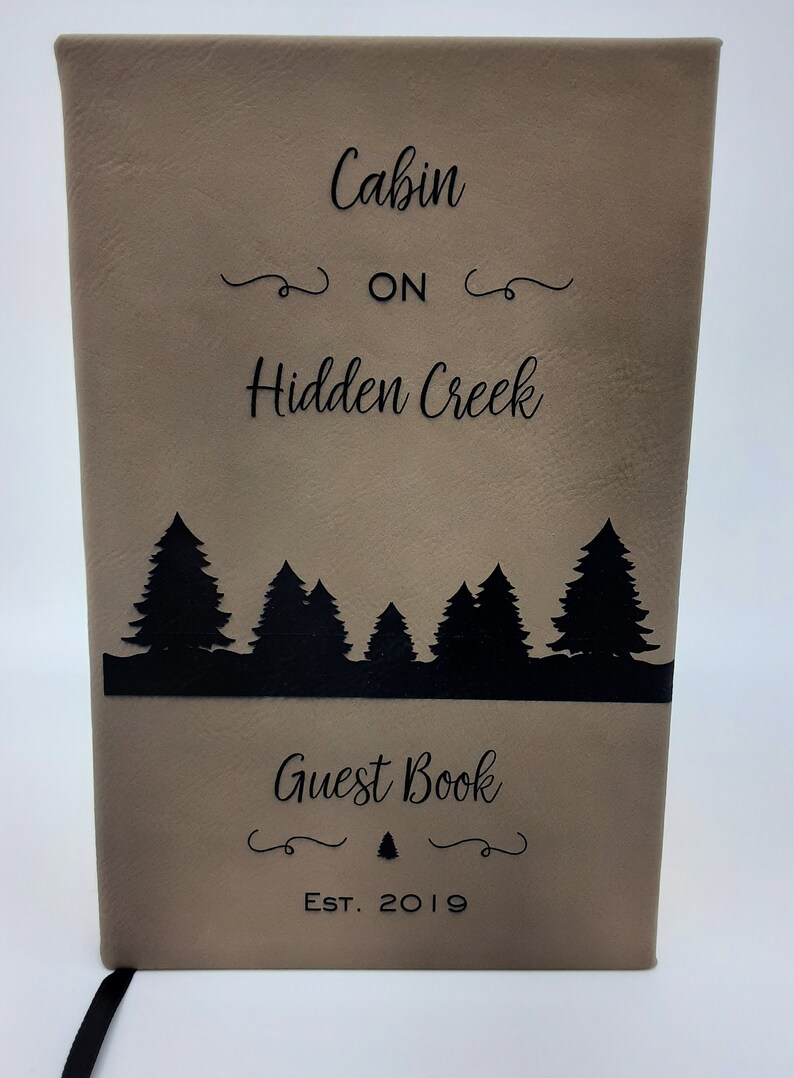 Cabin
ON
Hidden Creek
Guest Book
Est. 2019